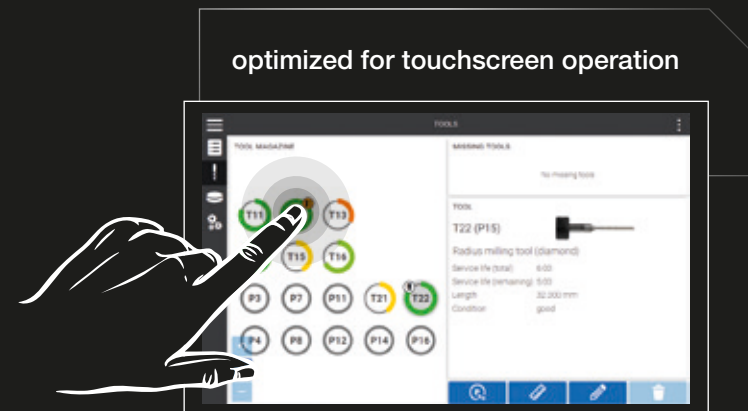 optimized for touchscreen operation
TOOLS
TOOL MAGAZINE
MISSING TOOLS
No missing tools
TOOL
T22 (P15)
Radius milling tool (diamond)
Service life (total) 6:00
Service life (remaining) 5:00
Length 32.200 mm
Condition good
T11 T13
T15 T16
P3 P7 P11 T21 T22
P4 P8 P12 P14 P16